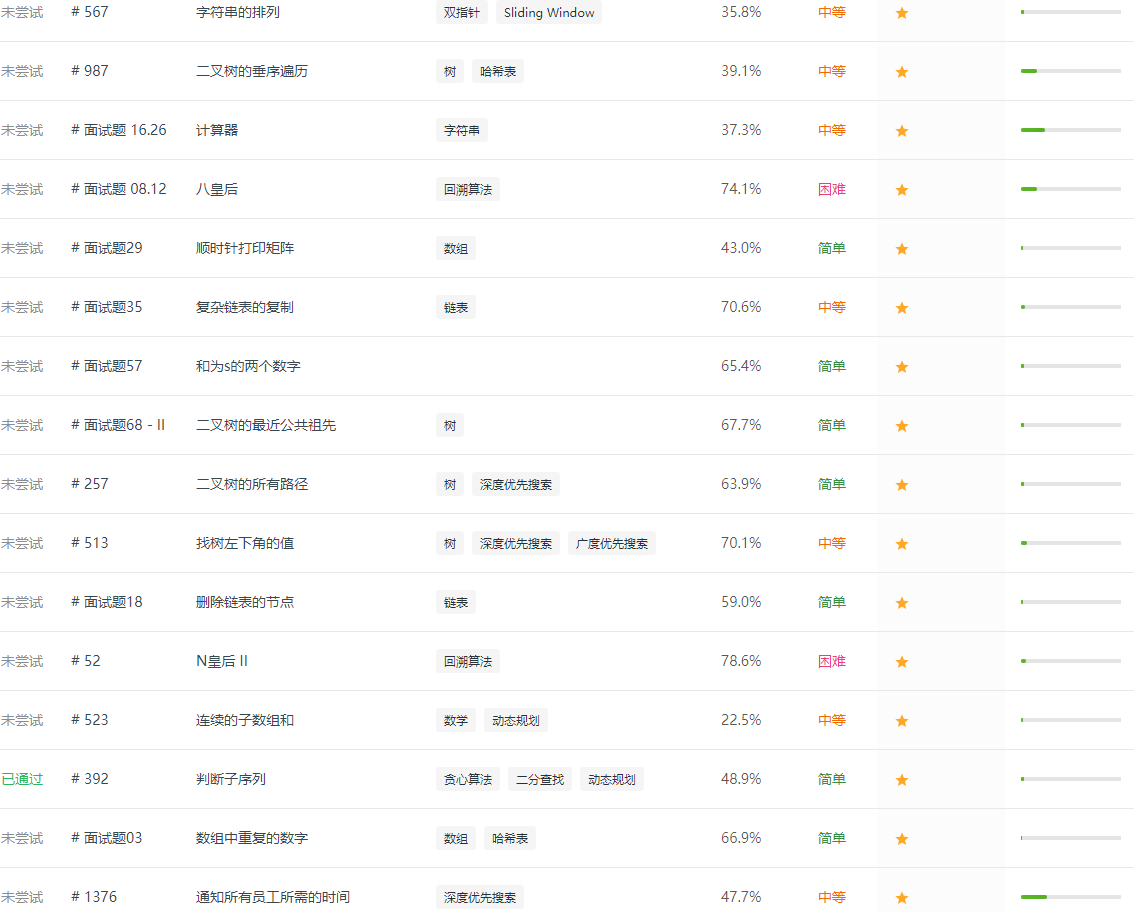 未尝试 # 567 字符串的排列 双指针 Sliding Window 35.8% 中等
未尝试 # 987 二叉树的垂序遍历 树 哈希表 39.1% 中等
未尝试 # 面试题 16.26 计算器 字符串 37.3% 中等
未尝试 # 面试题 08.12 八皇后 回溯算法 74.1% 困难
未尝试 # 面试题29 顺时针打印矩阵 数组 43.0% 简单
未尝试 # 面试题35 复杂链表的复制 链表 70.6% 中等
未尝试 # 面试题57 和为s的两个数字 65.4% 简单
未尝试 # 面试题68 - II 二叉树的最近公共祖先 树 67.7% 简单
未尝试 # 257 二叉树的所有路径 树 深度优先搜索 63.9% 简单
未尝试 # 513 找树左下角的值 树 深度优先搜索 广度优先搜索 70.1% 中等
未尝试 # 面试题18 删除链表的节点 链表 59.0% 简单
未尝试 # 52 N皇后 II 回溯算法 78.6% 困难
未尝试 # 523 连续的子数组和 数学 动态规划 22.5% 中等
已通过 # 392 判断子序列 贪心算法 二分查找 动态规划 48.9% 简单
未尝试 # 面试题03 数组中重复的数字 数组 哈希表 66.9% 简单
未尝试 # 1376 通知所有员工所需的时间 深度优先搜索 47.7% 中等